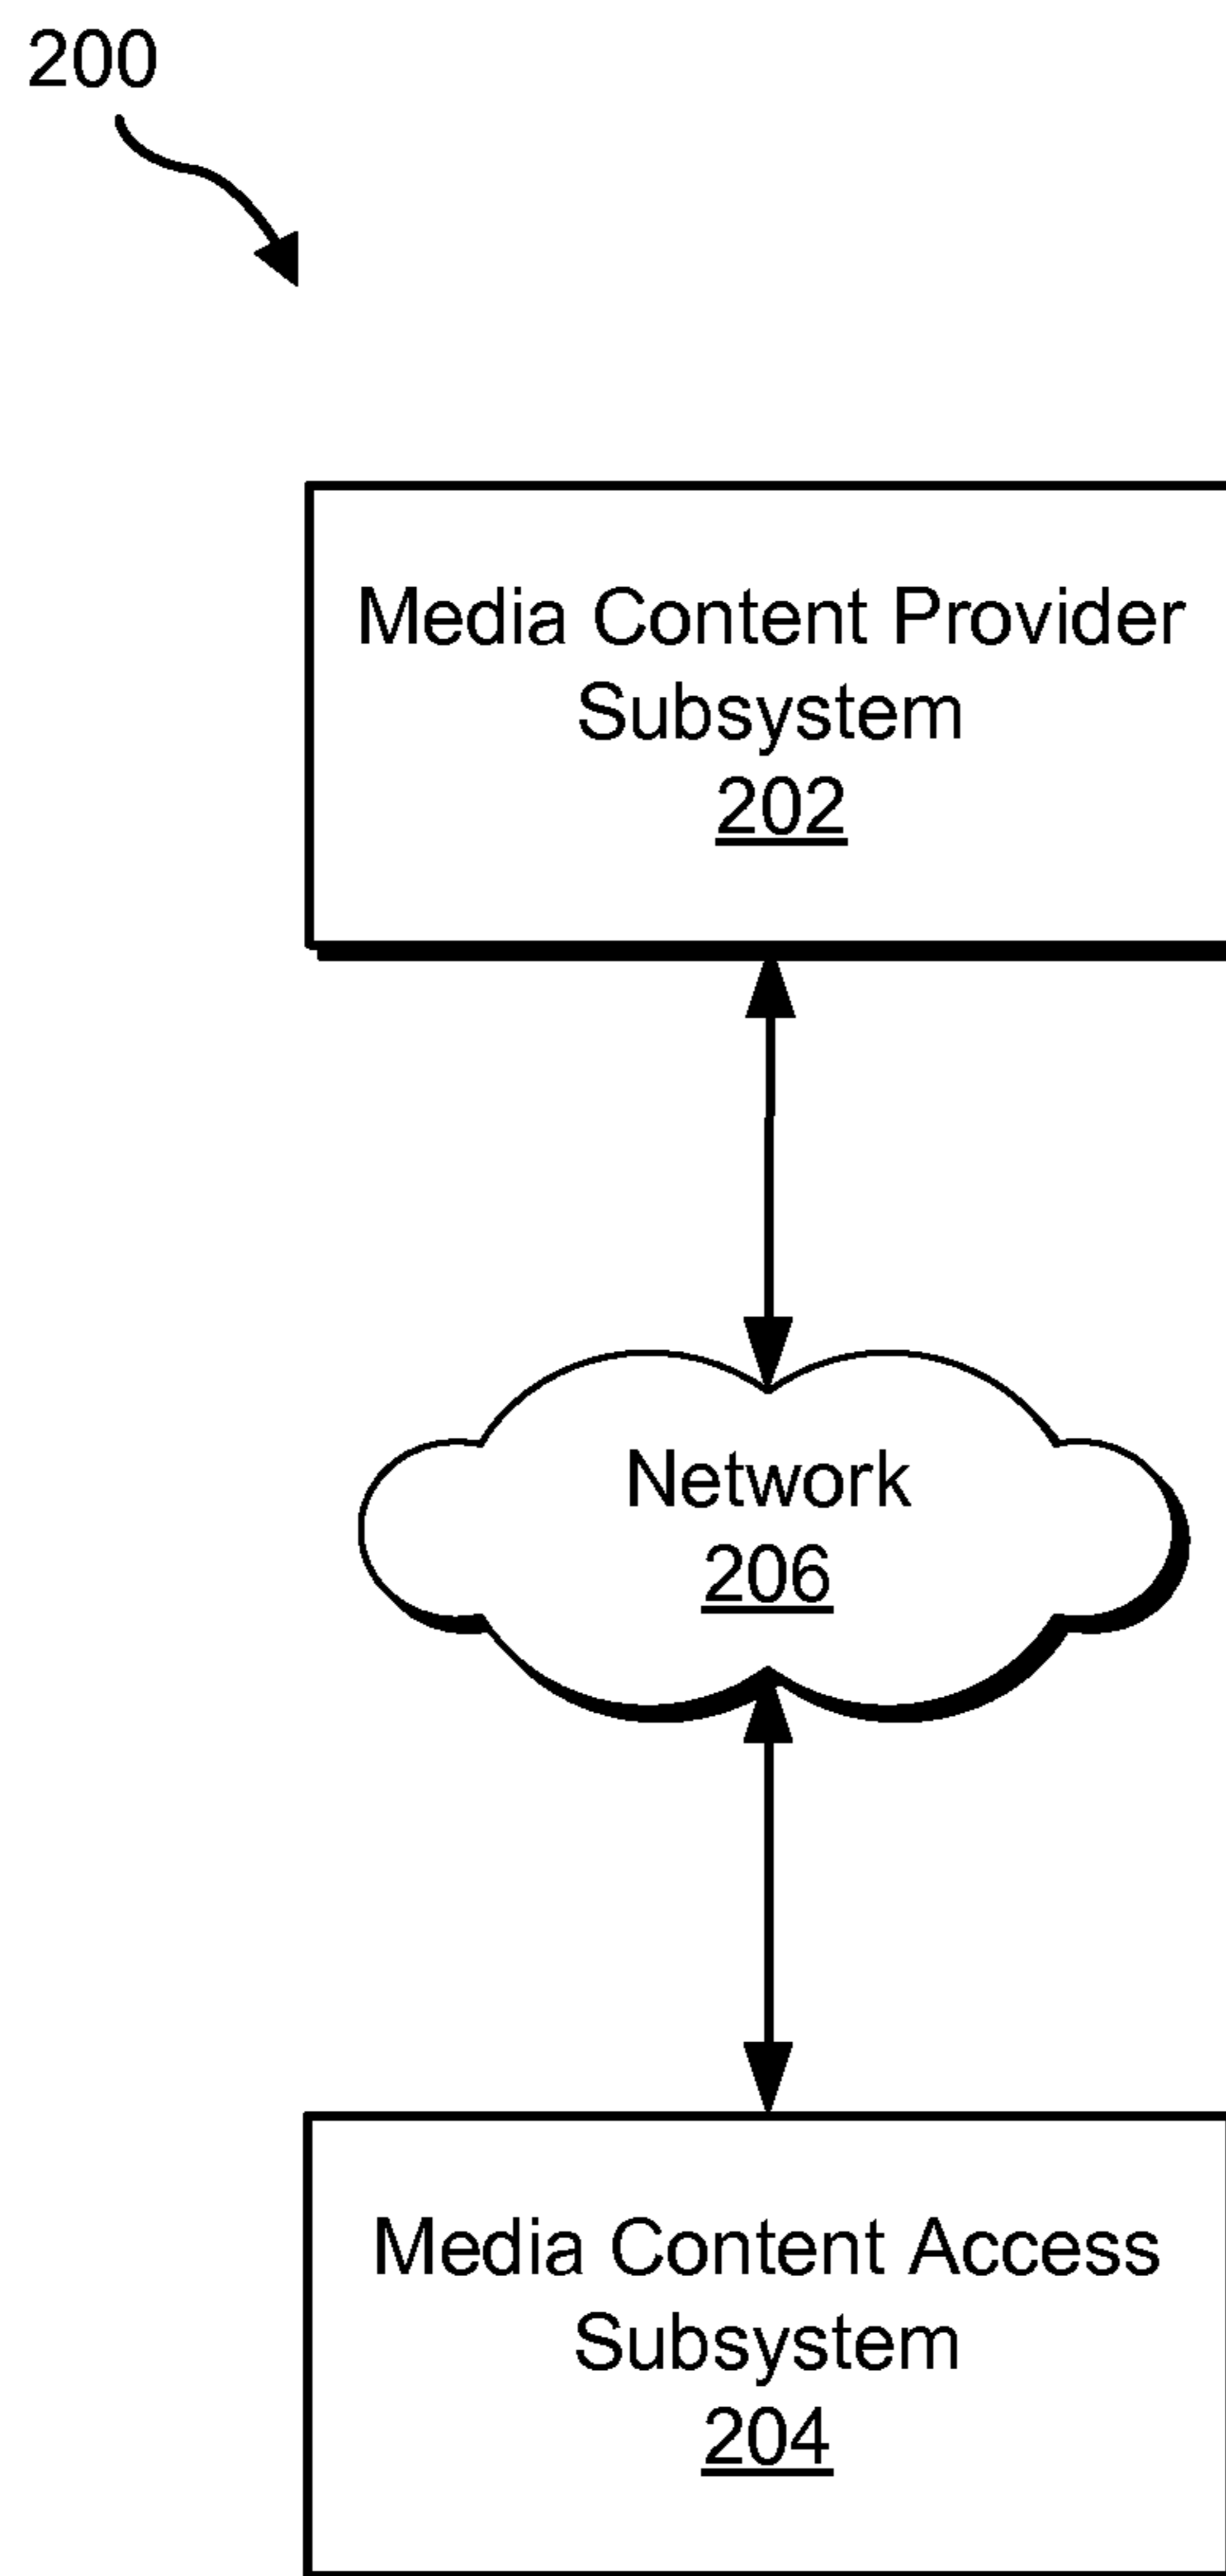 200
Media Content Provider
Subsystem
202
Network
206
Media Content Access
Subsystem
204